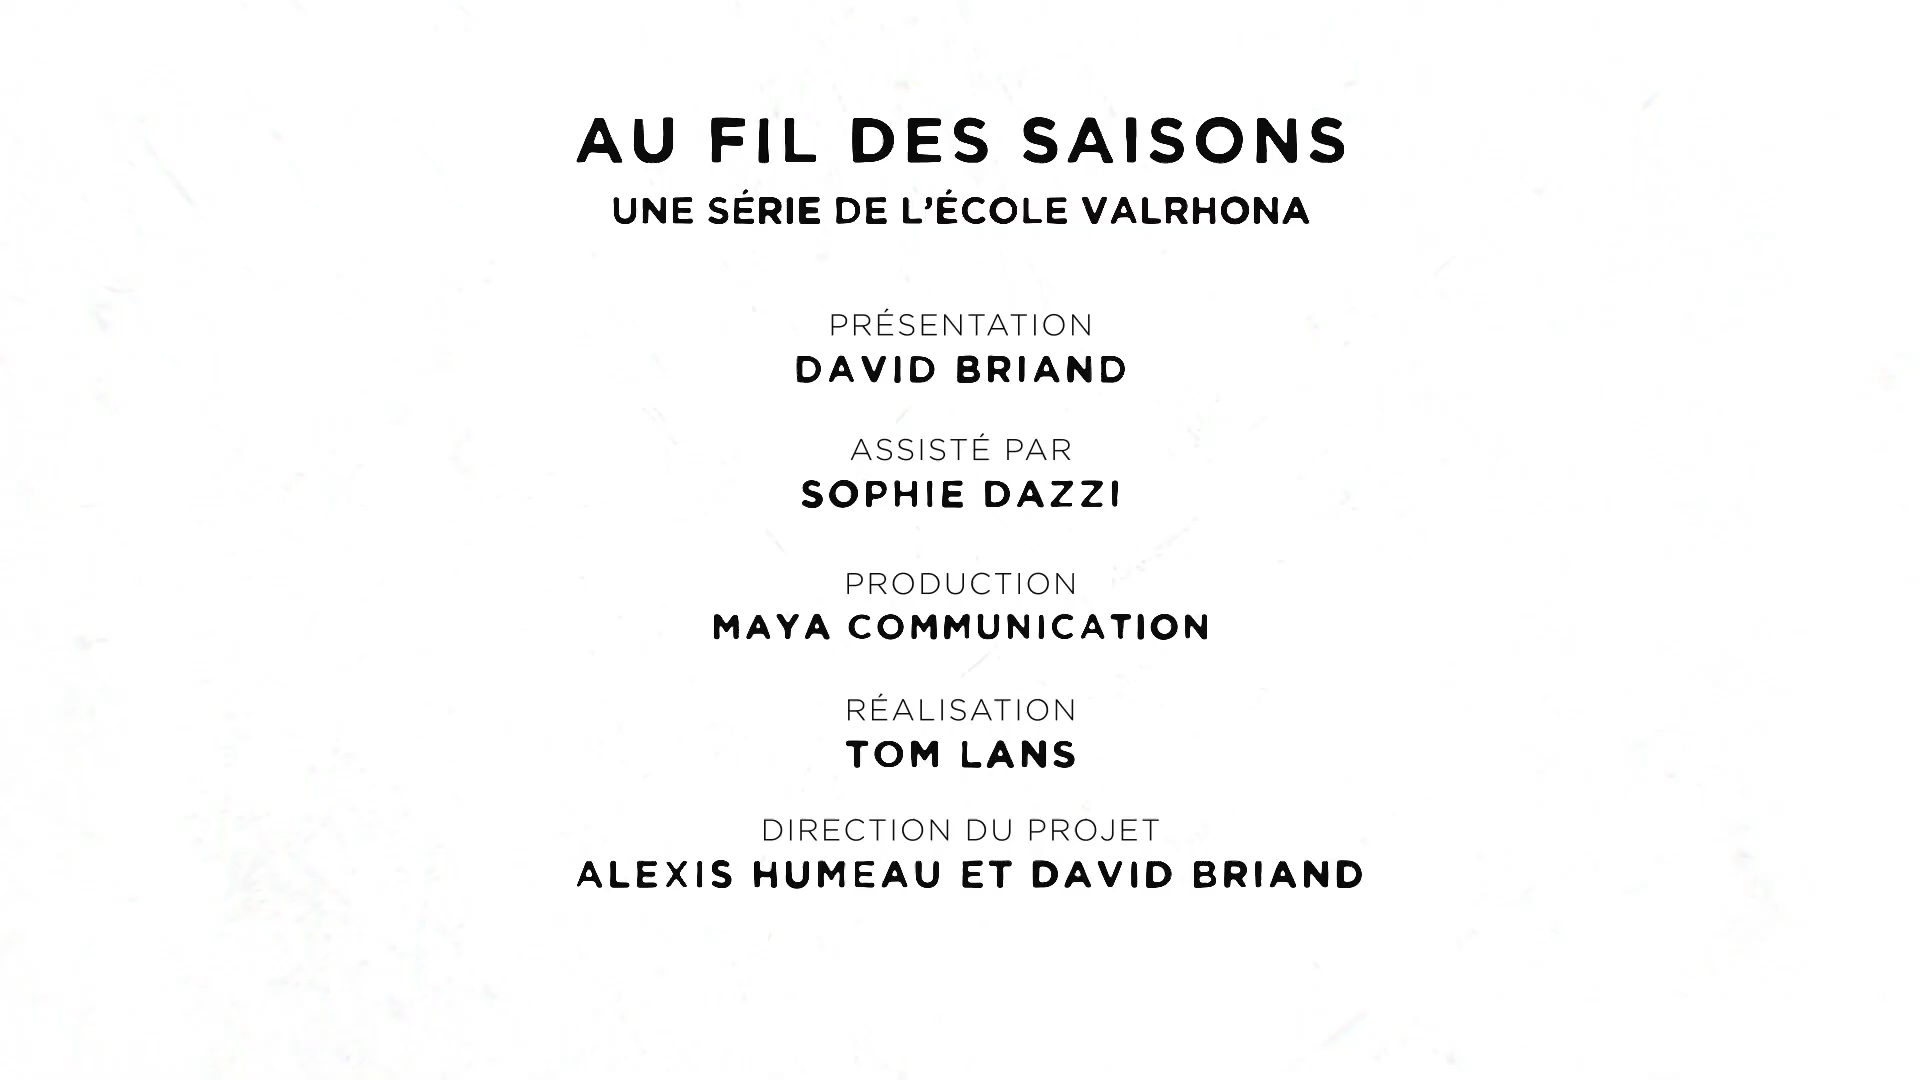 AU FIL DES SAISONS
UNE SÉRIE DE L'ÉCOLE VALRHONA
PRÉSENTATION
DAVID BRIAND
ASSISTÉ PAR
SOPHIE DAZZI
PRODUCTION
MAYA COMMUNICATION
RÉALISATION
TOM LANS
DIRECTION DU PROJET
ALEXIS HUMEAU ET DAVID BRIAND